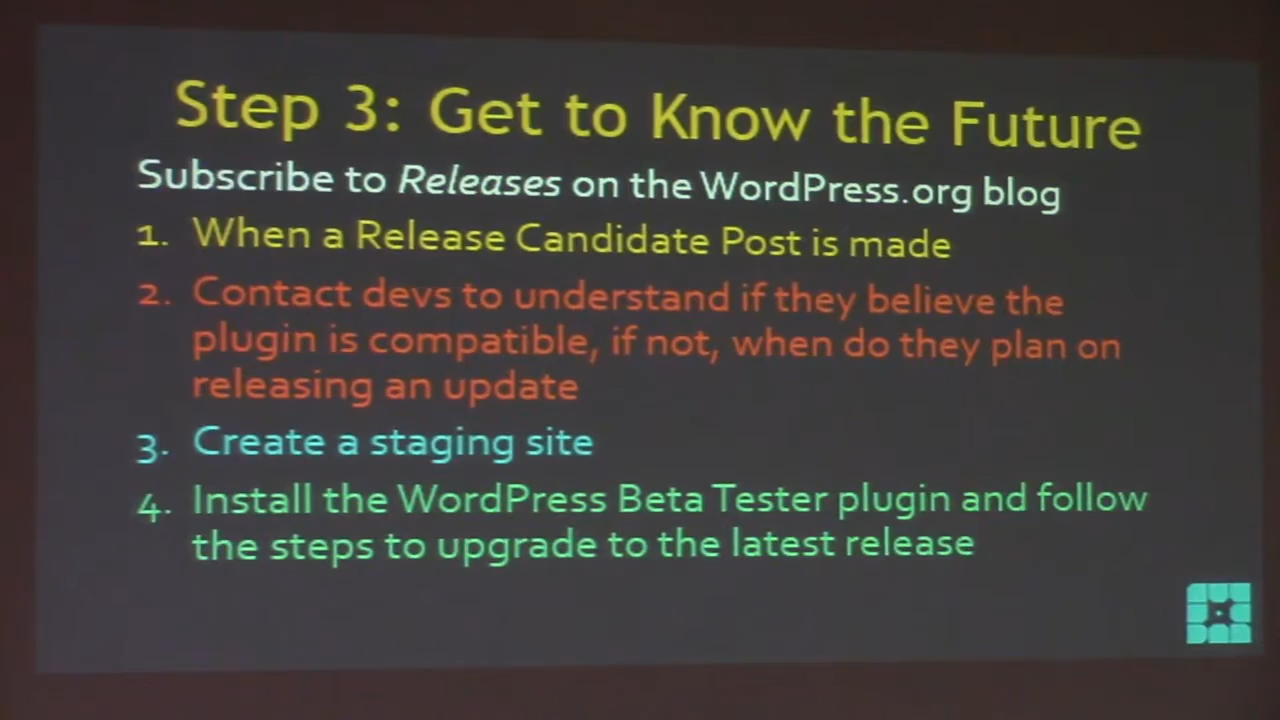 Step 3: Get to Know the Future
Subscribe to Releases on the WordPress.org blog
1. When a Release Candidate Post is made
2. Contact devs to understand if they believe the
plugin is compatible, if not, when do they plan on
releasing an update
3. Create a staging site
4. Install the WordPress Beta Tester plugin and follow
the steps to upgrade to the latest release